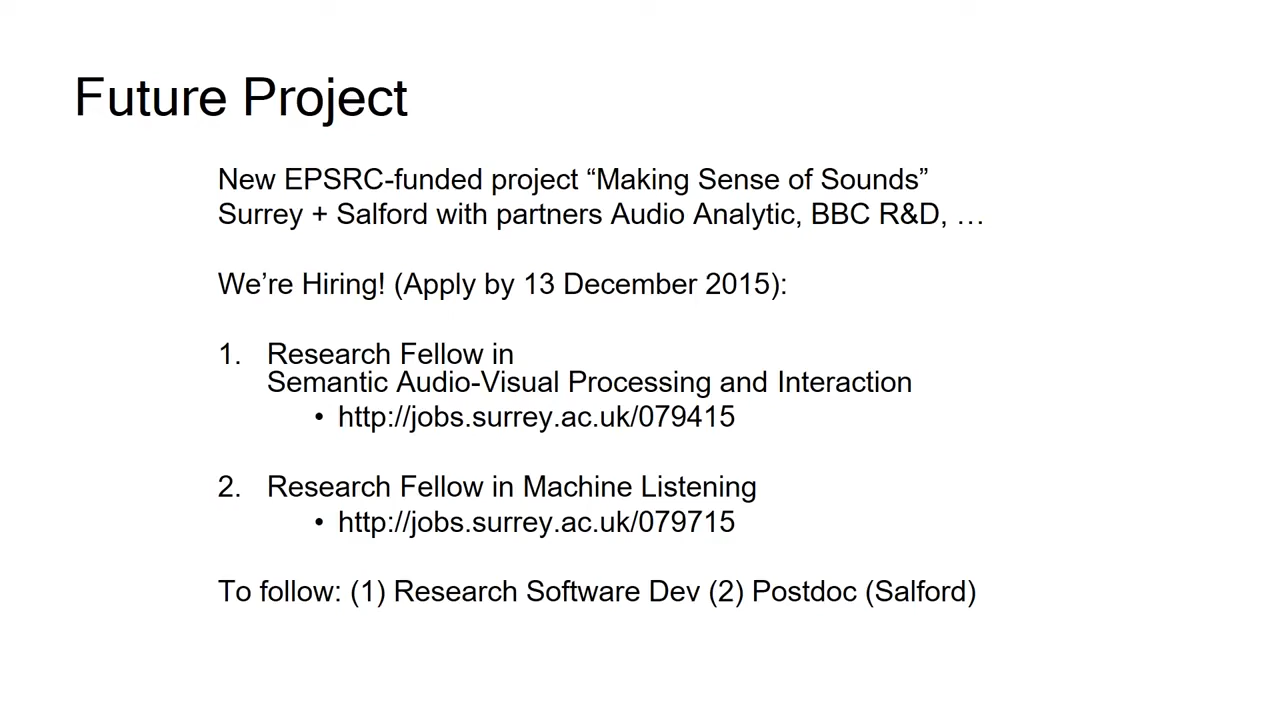 Future Project
New EPSRC-funded project “Making Sense of Sounds”
Surrey + Salford with partners Audio Analytic, BBC R&D, …
We’re Hiring! (Apply by 13 December 2015):
1. Research Fellow in
Semantic Audio-Visual Processing and Interaction
• http://jobs.surrey.ac.uk/079415
2. Research Fellow in Machine Listening
• http://jobs.surrey.ac.uk/079715
To follow: (1) Research Software Dev (2) Postdoc (Salford)